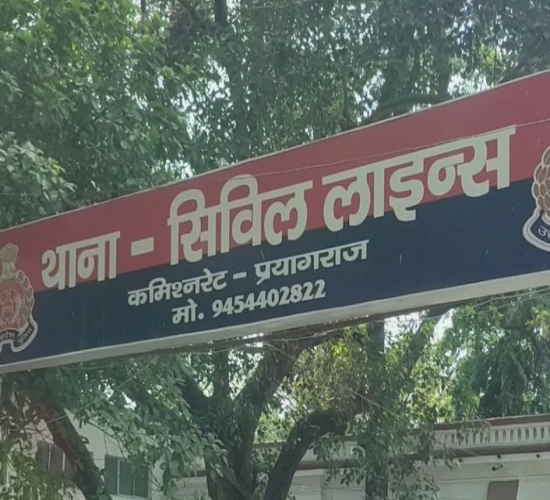 थाना - सिविल लाइन्स
कमिश्नरेट - प्रयागराज
मो. 9454402822